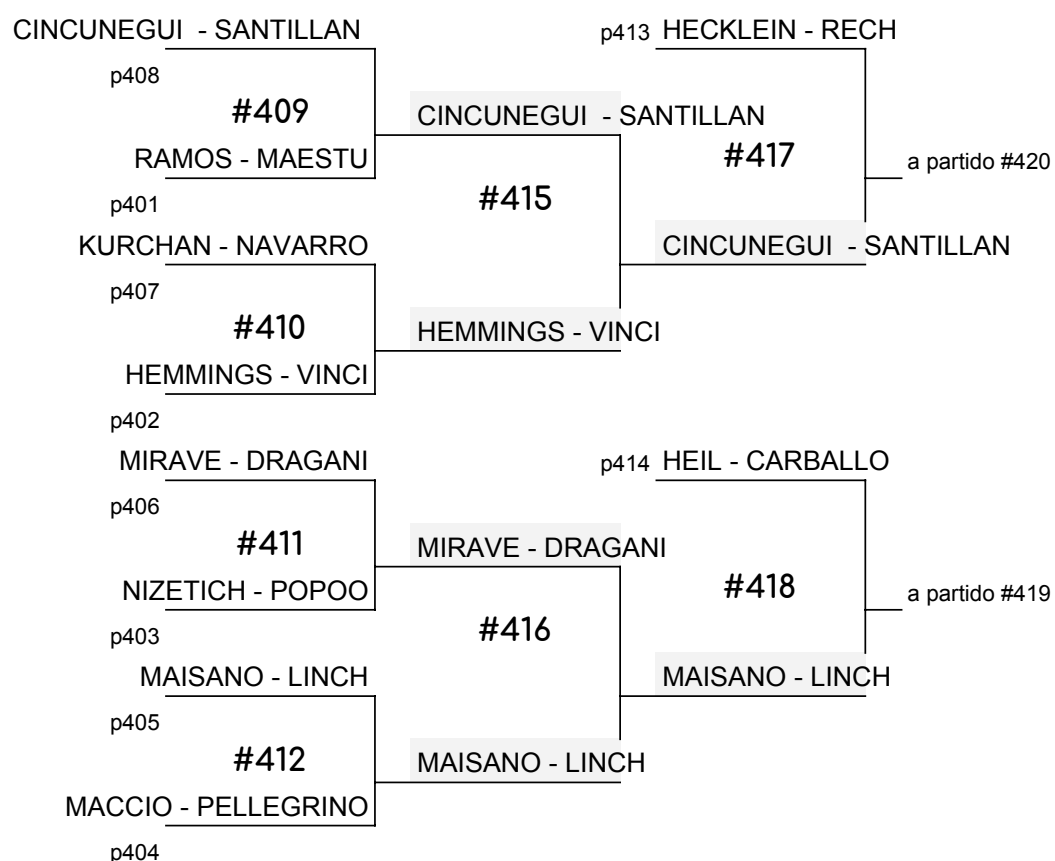 CINCUNEGUI - SANTILLAN
p413 HECKLEIN - RECH
p408
#409
CINCUNEGUI - SANTILLAN
RAMOS - MAESTU
#417
a partido #420
p401
#415
KURCHAN - NAVARRO
CINCUNEGUI - SANTILLAN
p407
#410
HEMMINGS - VINCI
HEMMINGS - VINCI
p402
MIRAVE - DRAGANI
p414 HEIL - CARBALLO
p406
#411
MIRAVE - DRAGANI
NIZETICH - POPOO
#418
a partido #419
p403
#416
MAISANO - LINCH
MAISANO - LINCH
p405
#412
MAISANO - LINCH
MACCIO - PELLEGRINO
p404